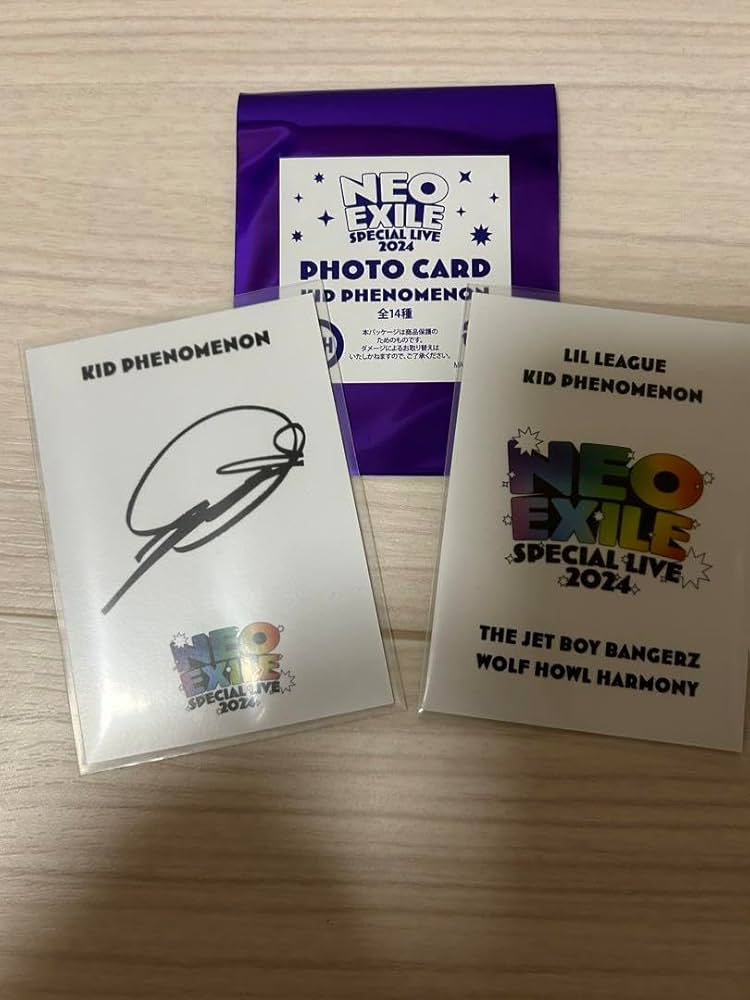 NEO
EXILE
SPECIAL LIVE
2024
PHOTO CARD
KID PHENOMENON
全14種
本パッケージは商品保護の
ためのものです。
ダメージによるお取り替えは
いたしかねますので、ご了承ください。
KID PHENOMENON
NEO
EXILE
SPECIAL LIVE
2024
LIL LEAGUE
KID PHENOMENON
NEO
EXILE
SPECIAL LIVE
2024
THE JET BOY BANGERZ
WOLF HOWL HARMONY